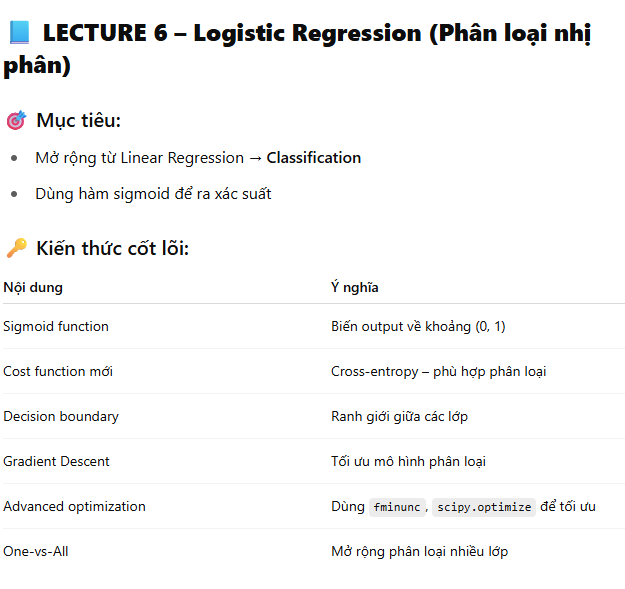 📘 LECTURE 6 – Logistic Regression (Phân loại nhị
phân)
🎯 Mục tiêu:
• Mở rộng từ Linear Regression → Classification
• Dùng hàm sigmoid để ra xác suất
🔑 Kiến thức cốt lõi:
Nội dung Ý nghĩa
Sigmoid function Biến output về khoảng (0, 1)
Cost function mới Cross-entropy – phù hợp phân loại
Decision boundary Ranh giới giữa các lớp
Gradient Descent Tối ưu mô hình phân loại
Advanced optimization Dùng fminunc, scipy.optimize để tối ưu
One-vs-All Mở rộng phân loại nhiều lớp